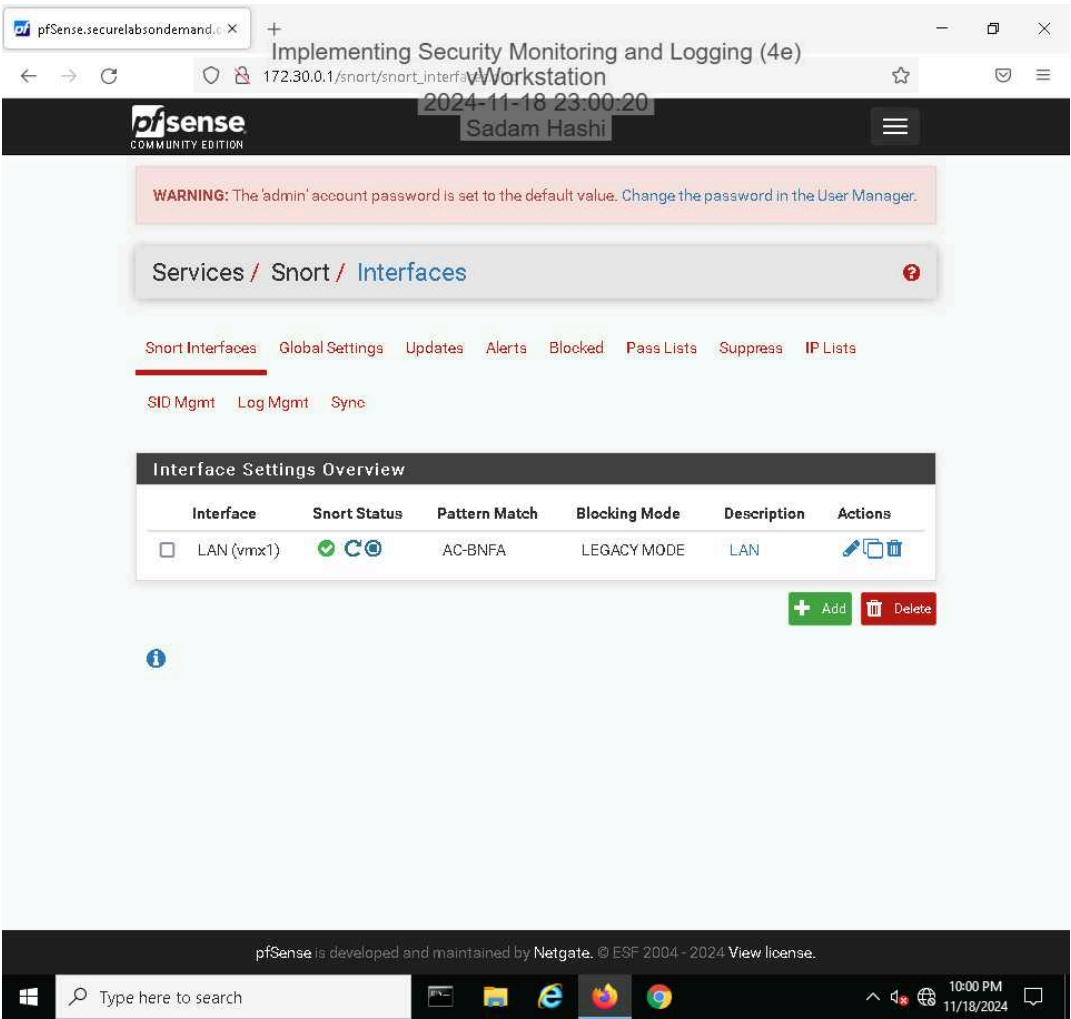 pfSense.securelabsondemand.c
Implementing Security Monitoring and Logging (4e)
172.30.0.1/snort/snort_interfaces.php
vWorkstation
2024-11-18 23:00:20
Sadam Hashi
pfsense
COMMUNITY EDITION
WARNING: The 'admin' account password is set to the default value. Change the password in the User Manager.
Services / Snort / Interfaces
Snort Interfaces Global Settings Updates Alerts Blocked Pass Lists Suppress IP Lists
SID Mgmt Log Mgmt Sync
Interface Settings Overview
Interface Snort Status Pattern Match Blocking Mode Description Actions
LAN (vmx1) AC-BNFA LEGACY MODE LAN
Add Delete
pfSense is developed and maintained by Netgate. © ESF 2004 - 2024 View license.
Type here to search
10:00 PM
11/18/2024